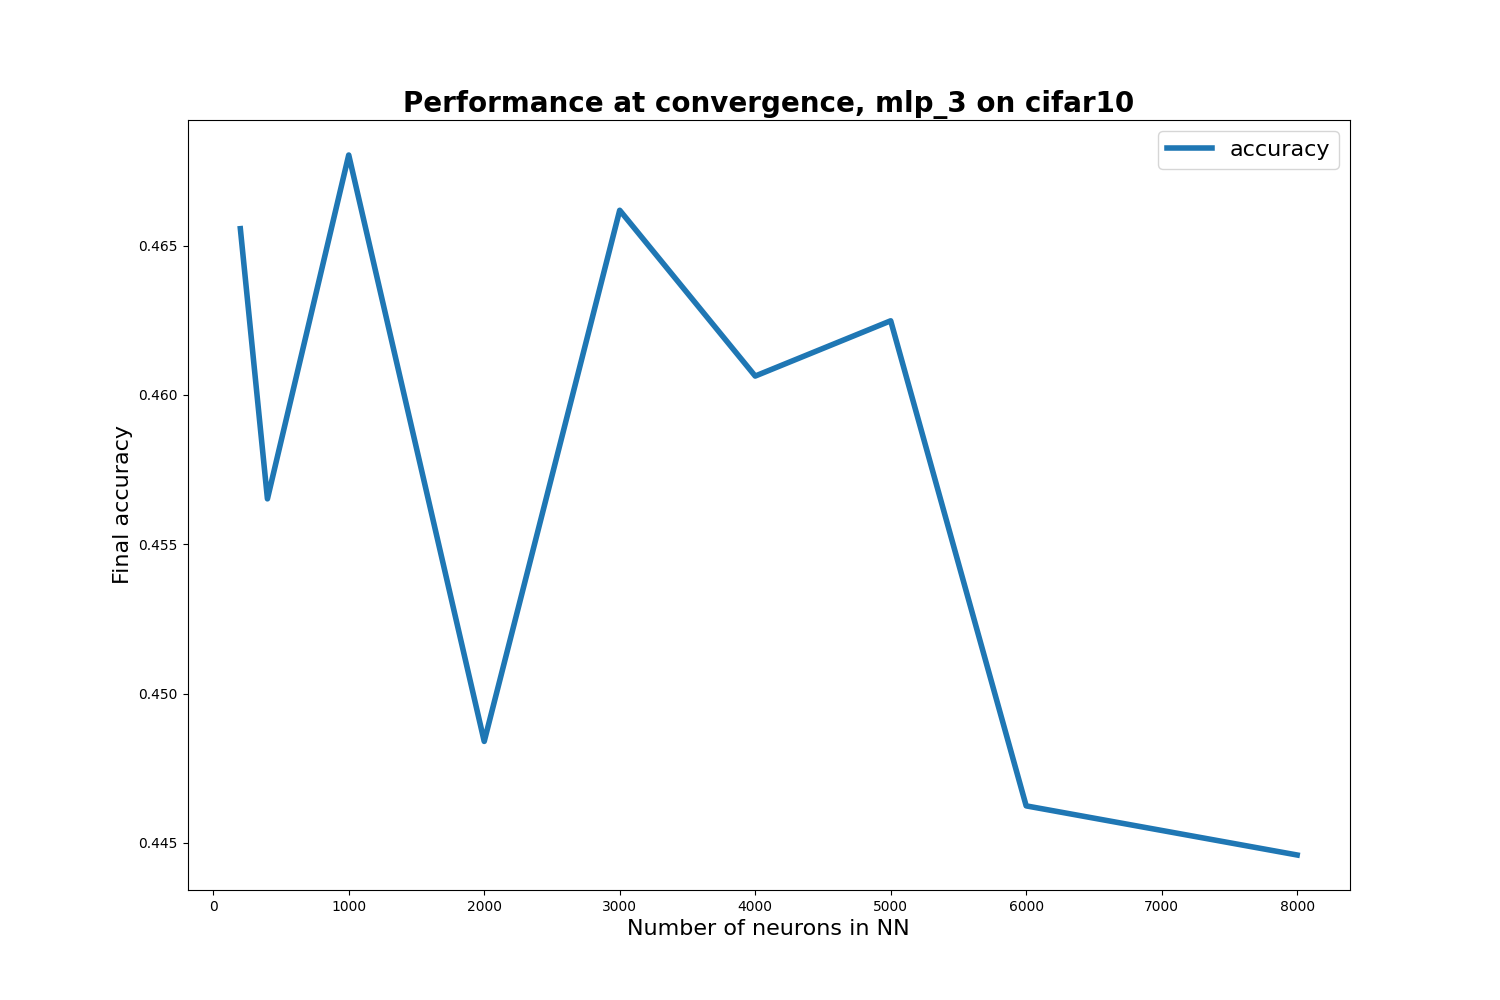 Performance at convergence, mlp_3 on cifar10
accuracy
0.465
0.460
0.455
0.450
0.445
Final accuracy
0 1000 2000 3000 4000 5000 6000 7000 8000
Number of neurons in NN